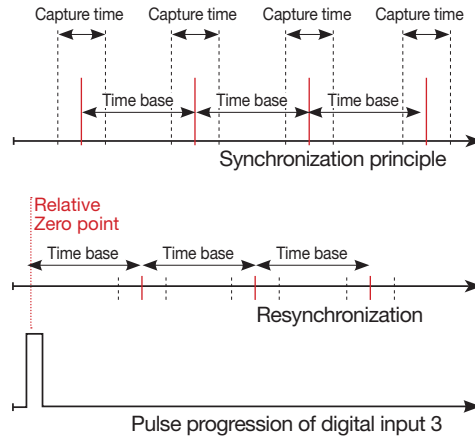 Capture time Capture time Capture time Capture time
Time base Time base Time base
Synchronization principle
Relative
Zero point
Time base Time base Time base
Resynchronization
Pulse progression of digital input 3